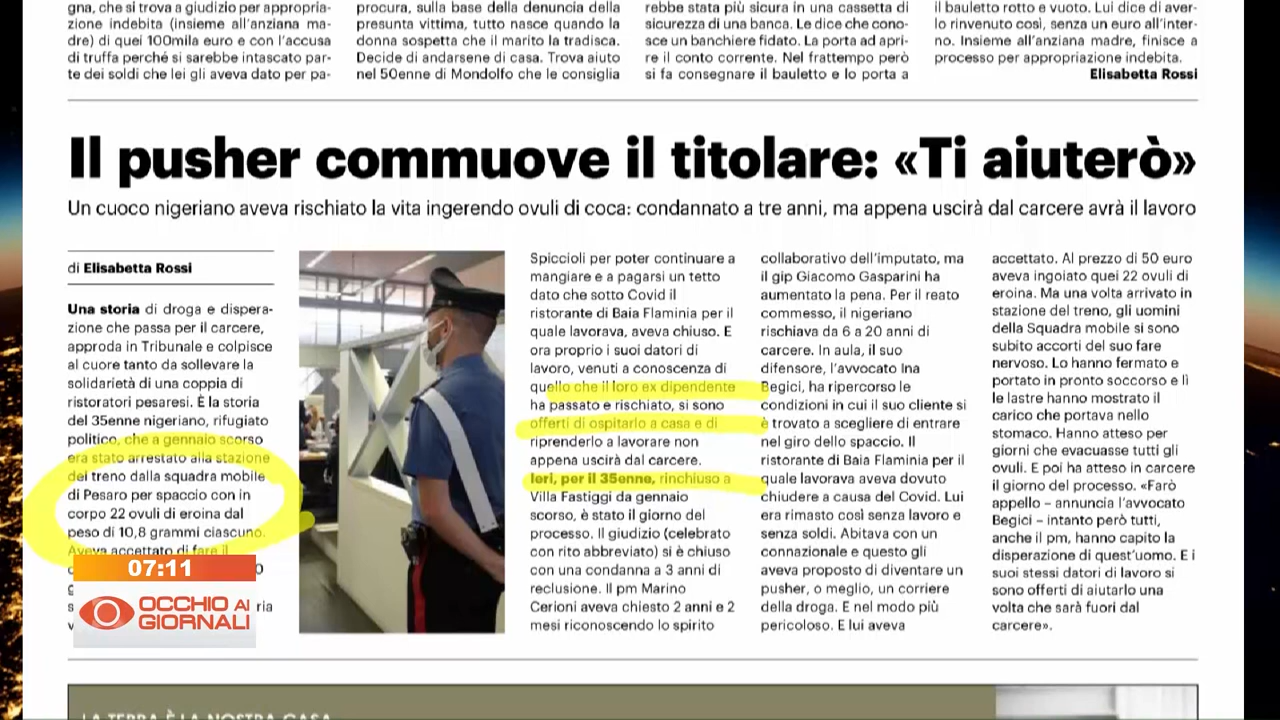 gna, che si trova a giudizio per appropria-
zione indebita (insieme all'anziana ma-
dre) di quei 100mila euro e con l'accusa
di truffa perché si sarebbe intascato par-
te dei soldi che lei gli aveva dato per pa-
procura, sulla base della denuncia della
presunta vittima, tutto nasce quando la
donna sospetta che il marito la tradisca.
Decide di andarsene di casa. Trova aiuto
nel 50enne di Mondolfo che le consiglia
rebbe stata più sicura in una cassetta di
sicurezza di una banca. Le dice che cono-
sce un banchiere fidato. La porta ad apri-
re il conto corrente. Nel frattempo però
si fa consegnare il bauletto e lo porta a
il bauletto rotto e vuoto. Lui dice di aver-
lo rinvenuto così, senza un euro all'inter-
no. Insieme all'anziana madre, finisce a
processo per appropriazione indebita.
Elisabetta Rossi
Il pusher commuove il titolare: «Ti aiuterò»
Un cuoco nigeriano aveva rischiato la vita ingerendo ovuli di coca: condannato a tre anni, ma appena uscirà dal carcere avrà il lavoro
di Elisabetta Rossi
Una storia di droga e dispera-
zione che passa per il carcere,
approda in Tribunale e colpisce
al cuore tanto da sollevare la
solidarietà di una coppia di
ristoratori pesaresi. È la storia
del 35enne nigeriano, rifugiato
politico, che a gennaio scorso
era stato arrestato alla stazione
del treno dalla squadra mobile
di Pesaro per spaccio con in
corpo 22 ovuli di eroina dal
peso di 10,8 grammi ciascuno.
Aveva accettato di fare il
07:11
OCCHIO AI
GIORNALI
Spiccioli per poter continuare a
mangiare e a pagarsi un tetto
dato che sotto Covid il
ristorante di Baia Flaminia per il
quale lavorava, aveva chiuso. E
ora proprio i suoi datori di
lavoro, venuti a conoscenza di
quello che il loro ex dipendente
ha passato e rischiato, si sono
offerti di ospitarlo a casa e di
riprenderlo a lavorare non
appena uscirà dal carcere.
Ieri, per il 35enne, rinchiuso a
Villa Fastiggi da gennaio
scorso, è stato il giorno del
processo. Il giudizio (celebrato
con rito abbreviato) si è chiuso
con una condanna a 3 anni di
reclusione. Il pm Marino
Cerioni aveva chiesto 2 anni e 2
mesi riconoscendo lo spirito
collaborativo dell'imputato, ma
il gip Giacomo Gasparini ha
aumentato la pena. Per il reato
commesso, il nigeriano
rischiava da 6 a 20 anni di
carcere. In aula, il suo
difensore, l'avvocato Ina
Begici, ha ripercorso le
condizioni in cui il suo cliente si
è trovato a scegliere di entrare
nel giro dello spaccio. Il
ristorante di Baia Flaminia per il
quale lavorava aveva dovuto
chiudere a causa del Covid. Lui
era rimasto così senza lavoro e
senza soldi. Abitava con un
connazionale e questo gli
aveva proposto di diventare un
pusher, o meglio, un corriere
della droga. E nel modo più
pericoloso. E lui aveva
accettato. Al prezzo di 50 euro
aveva ingoiato quei 22 ovuli di
eroina. Ma una volta arrivato in
stazione del treno, gli uomini
della Squadra mobile si sono
subito accorti del suo fare
nervoso. Lo hanno fermato e
portato in pronto soccorso e lì
le lastre hanno mostrato il
carico che portava nello
stomaco. Hanno atteso per
giorni che evacuasse tutti gli
ovuli. E poi ha atteso in carcere
il giorno del processo. «Farò
appello – annuncia l'avvocato
Begici – intanto però tutti,
anche il pm, hanno capito la
disperazione di quest'uomo. E i
suoi stessi datori di lavoro si
sono offerti di aiutarlo una
volta che sarà fuori dal
carcere».
LA TERRA È LA NOSTRA CASA